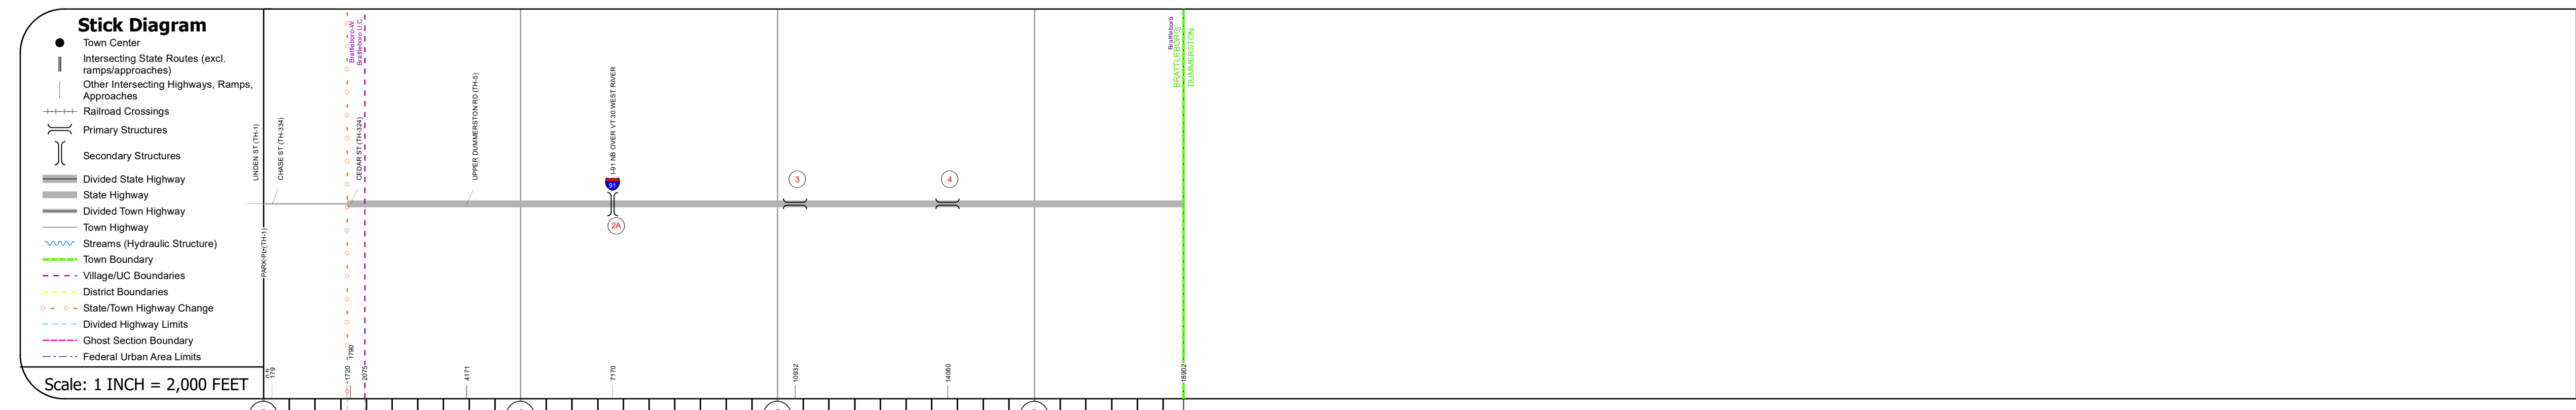 Stick Diagram
Town Center
Intersecting State Routes (excl.
ramps/approaches)
Other Intersecting Highways, Ramps,
Approaches
Railroad Crossings
Primary Structures
Secondary Structures
Divided State Highway
State Highway
Divided Town Highway
Town Highway
Streams (Hydraulic Structure)
Town Boundary
Village/UC Boundaries
District Boundaries
State/Town Highway Change
Divided Highway Limits
Ghost Section Boundary
Federal Urban Area Limits
Scale: 1 INCH = 2,000 FEET
LINDEN ST (TH-1)
PARK-PL-(TH-1)
CHASE ST (TH-334)
Brattleboro-W.
Brattleboro U.C.
CEDAR ST (TH-324)
UPPER DUMMERSTON RD (TH-5)
I-91 NB OVER VT 30 WEST RIVER
91
2A
3
4
Brattleboro
DUMMERSTON
179
1720
1790
2075
4171
7170
10932
14060
18902